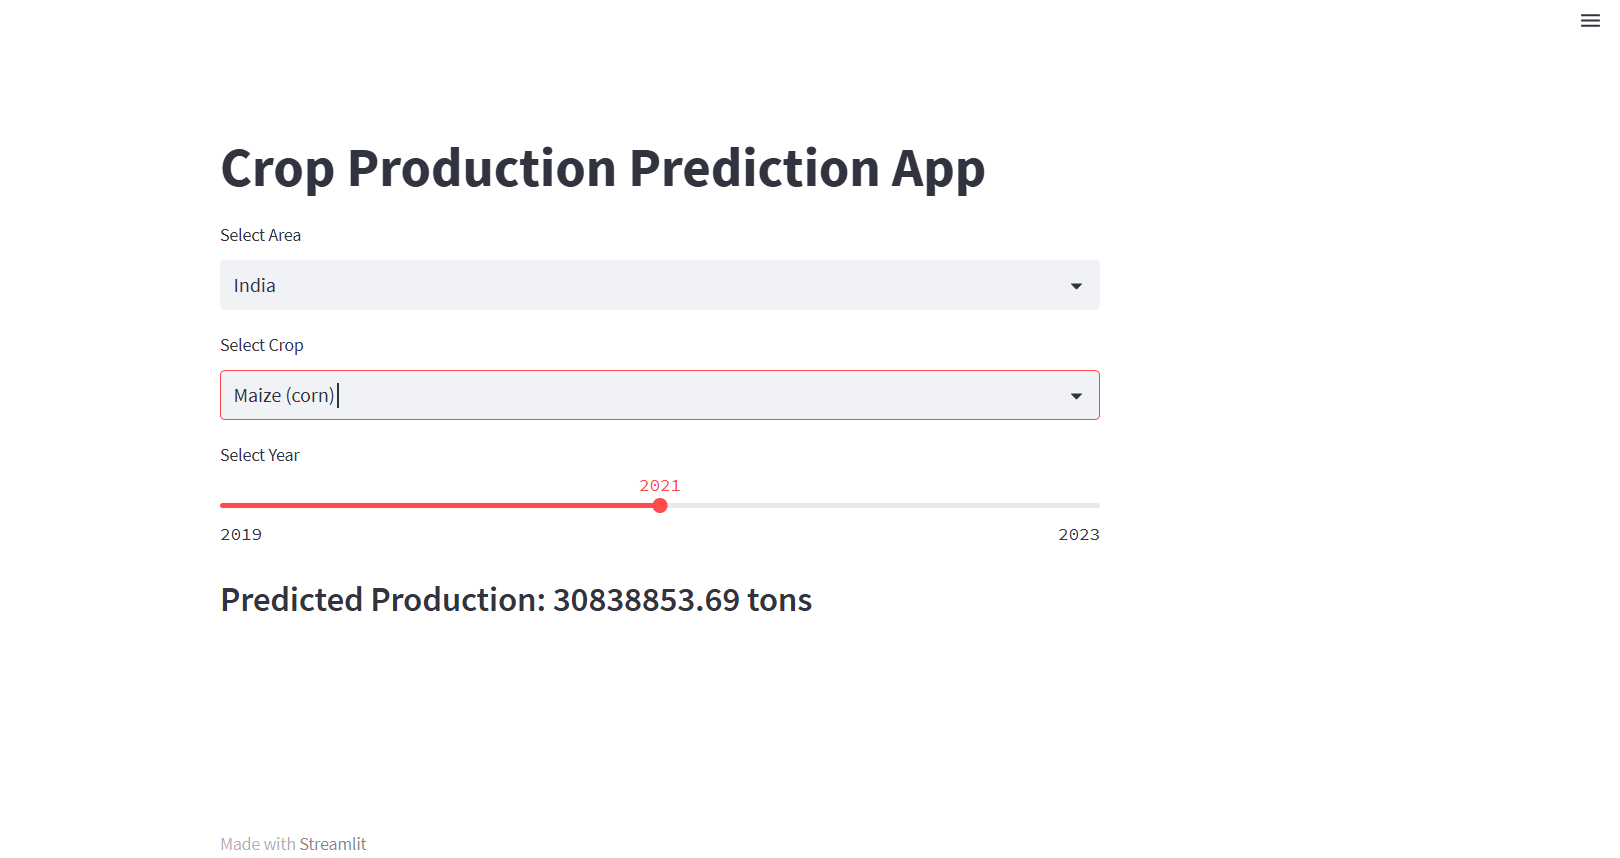 Crop Production Prediction App
Select Area
India
Select Crop
Maize (corn)
Select Year
2021
2019 2023
Predicted Production: 30838853.69 tons
Made with Streamlit